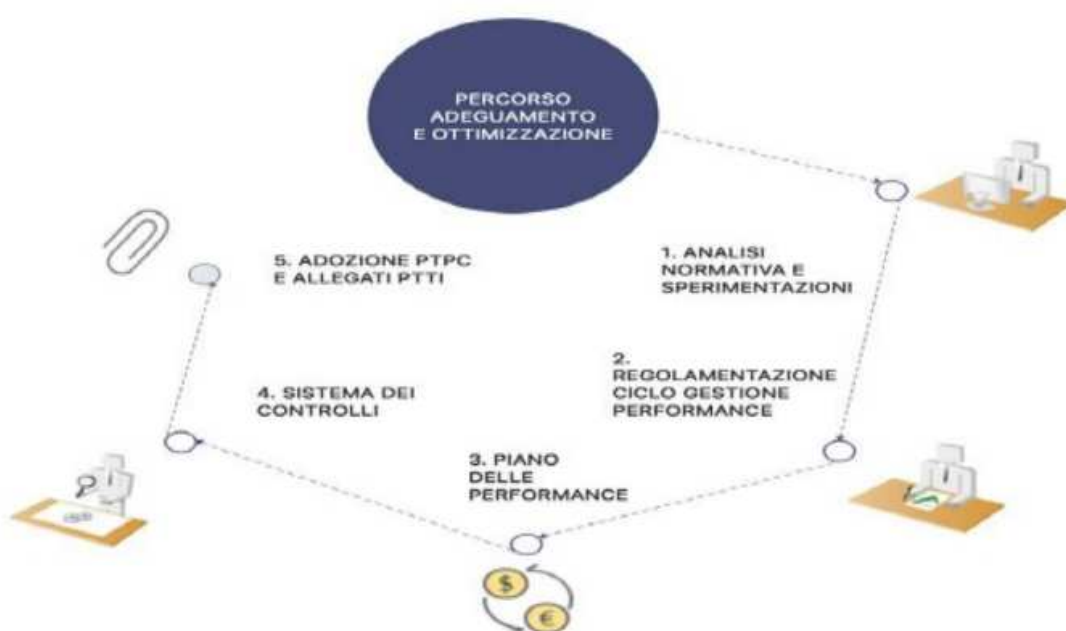 PERCORSO
ADEGUAMENTO
E OTTIMIZZAZIONE
1. ANALISI
NORMATIVA E
SPERIMENTAZIONI
2.
REGOLAMENTAZIONE
CICLO GESTIONE
PERFORMANCE
3. PIANO
DELLE
PERFORMANCE
4. SISTEMA DEI
CONTROLLI
5. ADOZIONE PTPC
E ALLEGATI PTTI
$
€